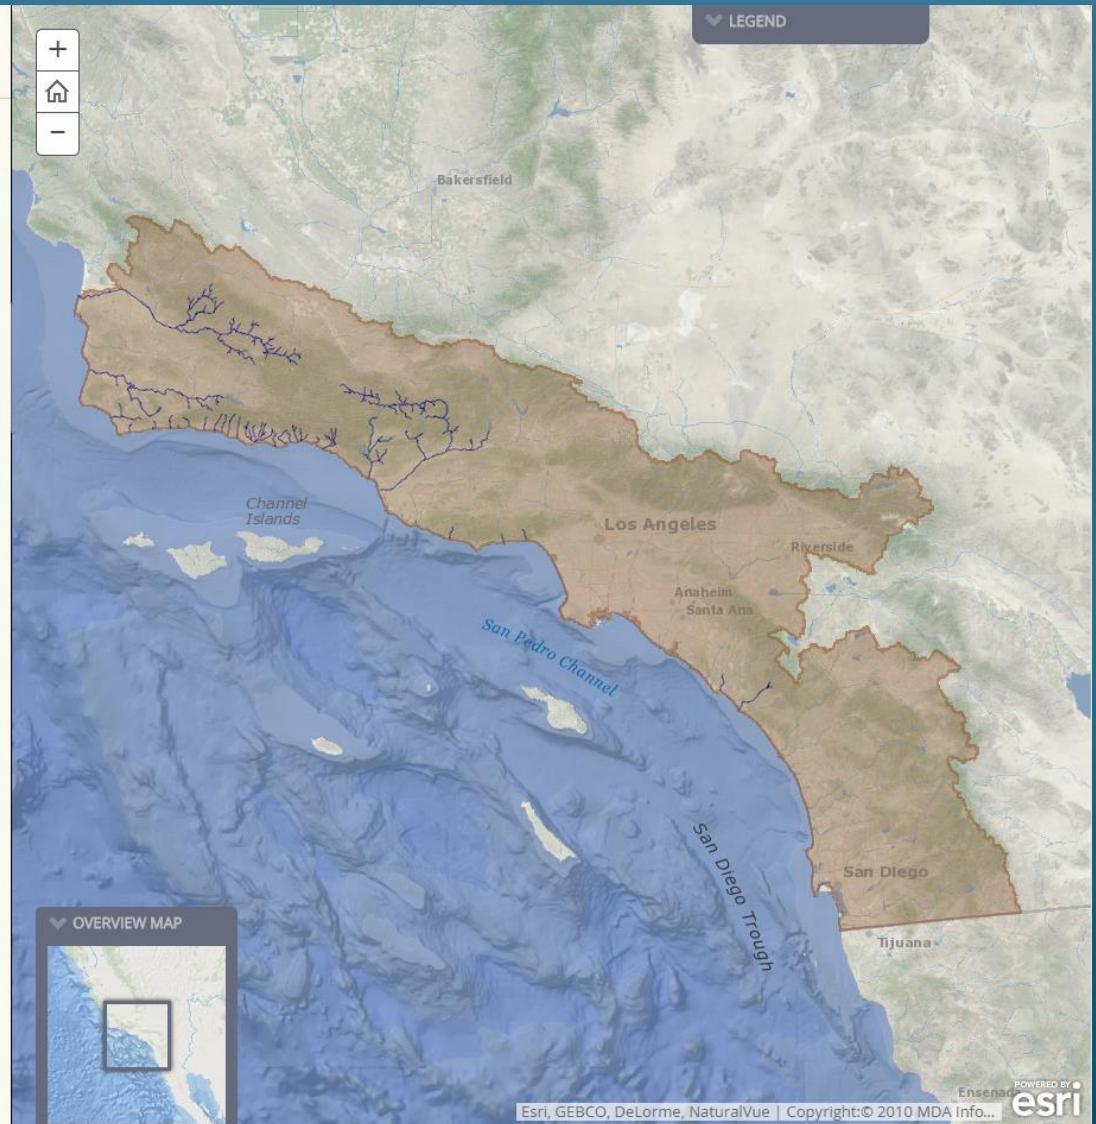 LEGEND
+
−
Bakersfield
Channel
Islands
Los Angeles
Riverside
Anaheim
Santa Ana
San Pedro Channel
San Diego Trough
San Diego
OVERVIEW MAP
Tijuana
Ensenada
POWERED BY
esri
Esri, GEBCO, DeLorme, NaturalVue | Copyright:© 2010 MDA Info...